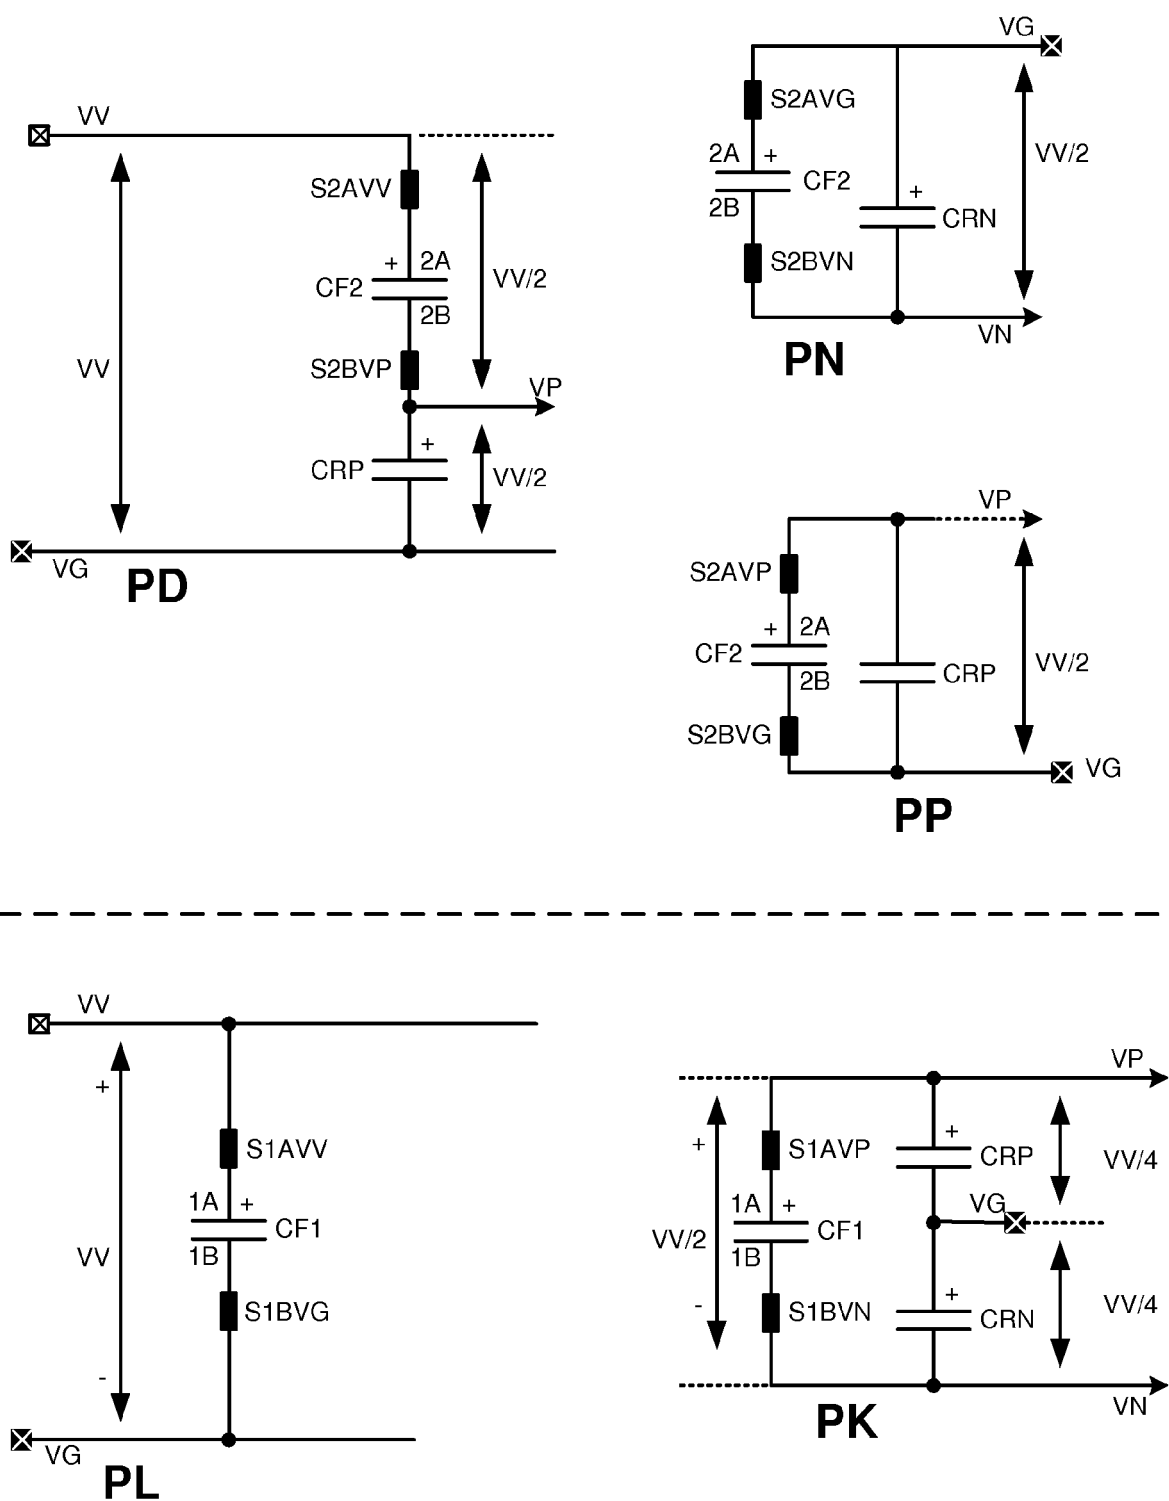 VV
S2AVV
+ 2A
CF2
2B
VV/2
VV
S2BVP
VP
+
CRP
VV/2
VG
PD
VG
S2AVG
2A +
CF2
2B
+
CRN
S2BVN
VV/2
VN
PN
VP
S2AVP
+ 2A
CF2
2B
CRP
VV/2
S2BVG
VG
PP
VV
+
S1AVV
1A +
CF1
1B
VV
S1BVG
-
VG
PL
VP
+
S1AVP
+
CRP
VV/4
1A +
CF1
1B
VV/2
VG
-
S1BVN
+
CRN
VV/4
VN
PK